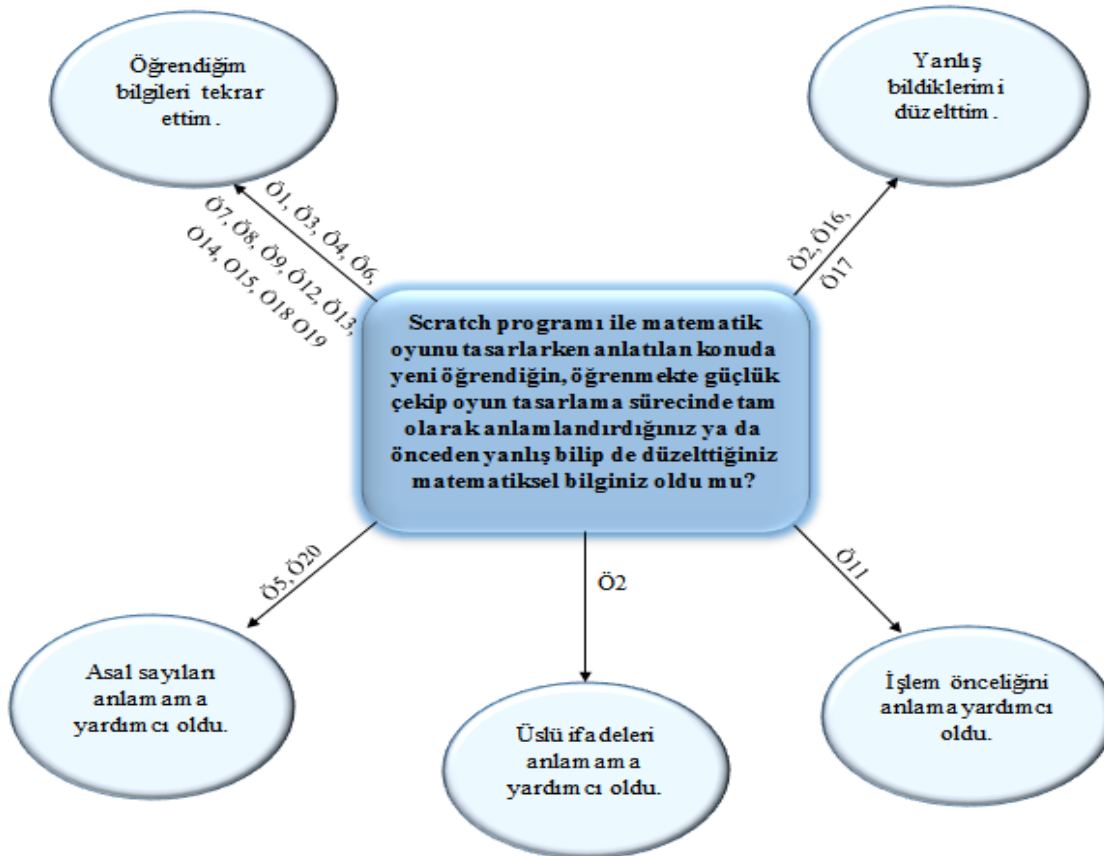 Öğrendiğim
bilgileri tekrar
ettim.
Yanlış
bildiklerimi
düzelttim.
Ö1, Ö3, Ö4, Ö6,
Ö7, Ö8, Ö9, Ö12, Ö13,
Ö14, Ö15, Ö18 Ö19
Ö2, Ö16,
Ö17
Scratch programı ile matematik
oyunu tasarlarken anlatılan konuda
yeni öğrendiğin, öğrenmekte güçlük
çekip oyun tasarlama sürecinde tam
olarak anlamlandırdığınız ya da
önceden yanlış bilip de düzelttiğiniz
matematiksel bilginiz oldu mu?
Ö5, Ö20
Ö2
Ö11
Asal sayıları
anlamama
yardımcı oldu.
Üslü ifadeleri
anlamama
yardımcı oldu.
İşlem önceliğini
anlama yardımcı
oldu.